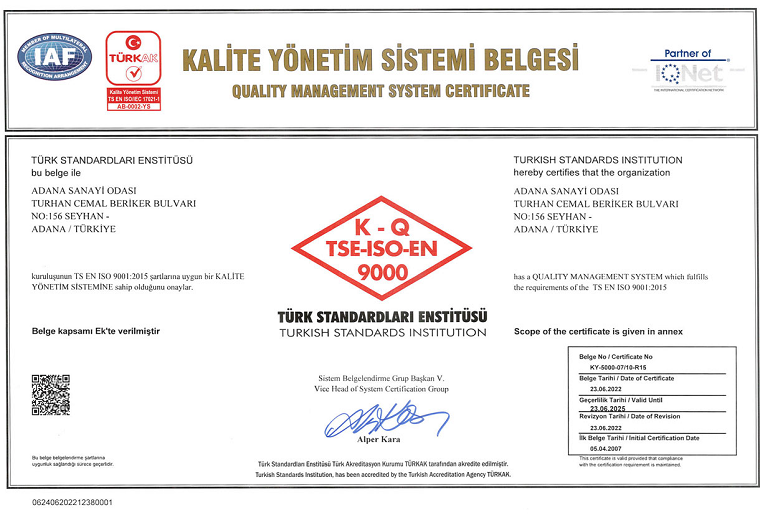 MEMBER OF MULTILATERAL
IAF
RECOGNITION ARRANGEMENT
TÜRKAK
Kalite Yönetim Sistemi
TS EN ISO/IEC 17021-1
AB-0002-YS
KALİTE YÖNETİM SİSTEMİ BELGESİ
QUALITY MANAGEMENT SYSTEM CERTIFICATE
Partner of
IQNet
THE INTERNATIONAL CERTIFICATION NETWORK
TÜRK STANDARDLARI ENSTİTÜSÜ
bu belge ile
ADANA SANAYİ ODASI
TURHAN CEMAL BERİKER BULVARI
NO:156 SEYHAN -
ADANA / TÜRKİYE
kuruluşunun TS EN ISO 9001:2015 şartlarına uygun bir KALİTE
YÖNETİM SİSTEMİNE sahip olduğunu onaylar.
Belge kapsamı Ek'te verilmiştir
K - Q
TSE-ISO-EN
9000
TÜRK STANDARDLARI ENSTİTÜSÜ
TURKISH STANDARDS INSTITUTION
TURKISH STANDARDS INSTITUTION
hereby certifies that the organization
ADANA SANAYİ ODASI
TURHAN CEMAL BERİKER BULVARI
NO:156 SEYHAN -
ADANA / TÜRKİYE
has a QUALITY MANAGEMENT SYSTEM which fulfills
the requirements of the TS EN ISO 9001:2015
Scope of the certificate is given in annex
Sistem Belgelendirme Grup Başkan V.
Vice Head of System Certification Group
Alper Kara
Belge No / Certificate No
KY-5000-07/10-R15
Belge Tarihi / Date of Certificate
23.06.2022
Geçerlilik Tarihi / Valid Until
23.06.2025
Revizyon Tarihi / Date of Revision
23.06.2022
İlk Belge Tarihi / Initial Certification Date
05.04.2007
Bu belge belgelendirme şartlarına
uygunluk sağlandığı sürece geçerlidir.
Türk Standardları Enstitüsü Türk Akreditasyon Kurumu TÜRKAK tarafından akredite edilmiştir.
Turkish Standards Institution, has been accredited by the Turkish Accreditation Agency TÜRKAK.
This certificate is valid provided that compliance
with the certification requirement is maintained.
062406202212380001